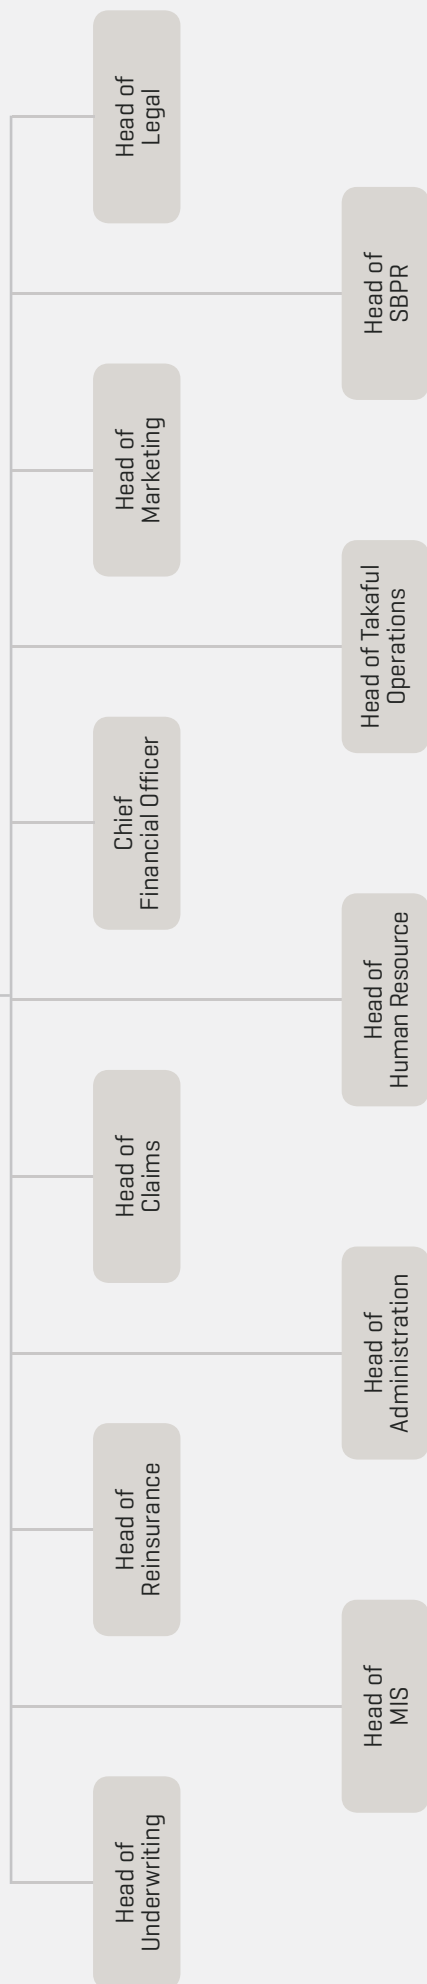 Head of
Underwriting
Head of
Reinsurance
Head of
Claims
Chief
Financial Officer
Head of
Marketing
Head of
Legal
Head of
MIS
Head of
Administration
Head of
Human Resource
Head of Takaful
Operations
Head of
SBPR